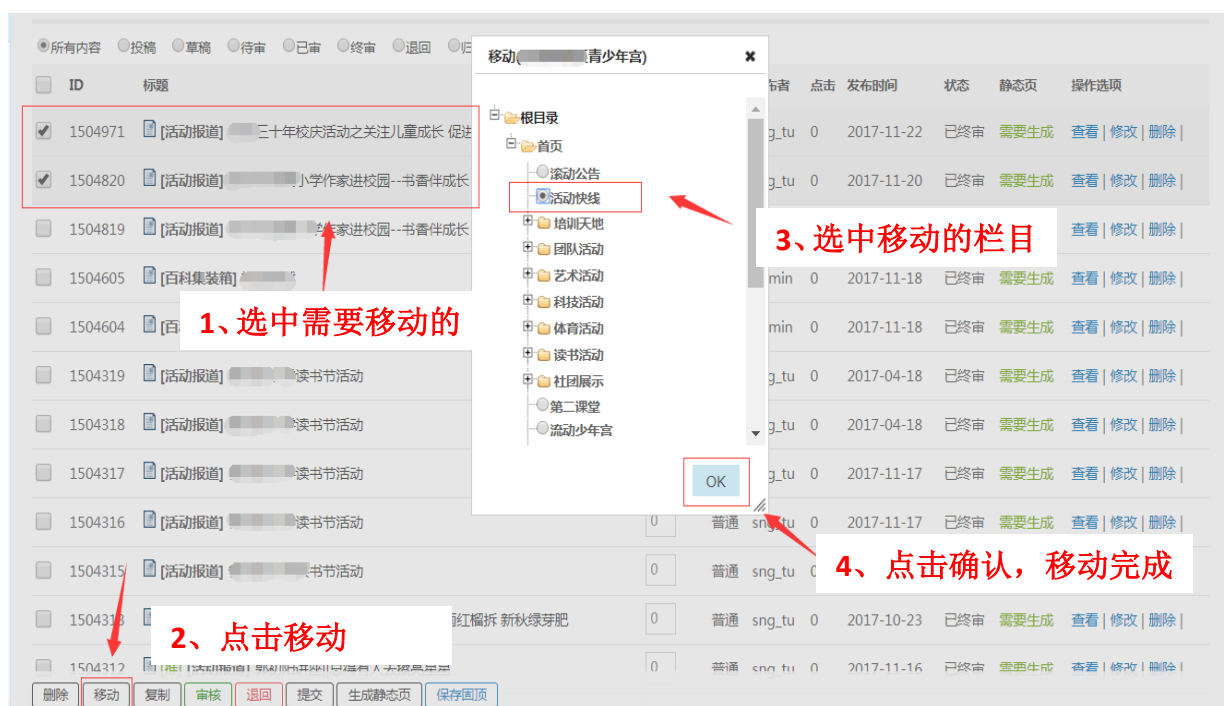 所有内容 投稿 草稿 待审 已审 终审 退回
移动( 青少年宫) ×
ID 标题 布者 点击 发布时间 状态 静态页 操作选项
1504971 [活动报道] 三十年校庆活动之关注儿童成长 促进 g_tu 0 2017-11-22 已终审 需要生成 查看 | 修改 | 删除 |
1504820 [活动报道] 小学作家进校园--书香伴成长 g_tu 0 2017-11-20 已终审 需要生成 查看 | 修改 | 删除 |
1504819 [活动报道] 学作家进校园--书香伴成长 查看 | 修改 | 删除 |
1504605 [百科集装箱] min 0 2017-11-18 已终审 需要生成 查看 | 修改 | 删除 |
1504604 min 0 2017-11-18 已终审 需要生成 查看 | 修改 | 删除 |
1504319 [活动报道] 读书节活动 g_tu 0 2017-04-18 已终审 需要生成 查看 | 修改 | 删除 |
1504318 [活动报道] 读书节活动 g_tu 0 2017-04-18 已终审 需要生成 查看 | 修改 | 删除 |
1504317 [活动报道] 读书节活动 g_tu 0 2017-11-17 已终审 需要生成 查看 | 修改 | 删除 |
1504316 [活动报道] 读书节活动 0 普通 sng_tu 0 2017-11-17 已终审 需要生成 查看 | 修改 | 删除 |
1504315 [活动报道] 书节活动 0 普通 sng_tu
1504313 红榴拆 新秋绿芽肥 0 普通 sng_tu 0 2017-10-23 已终审 需要生成 查看 | 修改 | 删除 |
1504312 [活动报道] 0 普通 sng_tu 0 2017-11-16 已终审 需要生成 查看 | 修改 | 删除 |
根目录
首页
滚动公告
活动快线
培训天地
团队活动
艺术活动
科技活动
体育活动
读书活动
社团展示
第二课堂
流动少年宫
OK
1、选中需要移动的
2、点击移动
3、选中移动的栏目
4、点击确认，移动完成
删除 移动 复制 审核 退回 提交 生成静态页 保存固顶